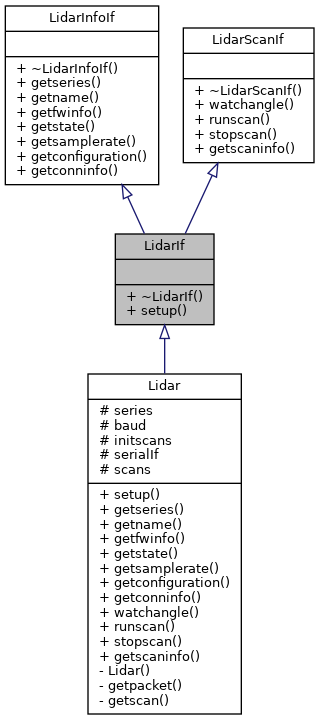 LidarInfoIf
+ ~LidarInfoIf()
+ getseries()
+ getname()
+ getfwinfo()
+ getstate()
+ getsamplerate()
+ getconfiguration()
+ getconninfo()
LidarScanIf
+ ~LidarScanIf()
+ watchangle()
+ runscan()
+ stopscan()
+ getscaninfo()
LidarIf
+ ~LidarIf()
+ setup()
Lidar
# series
# baud
# initscans
# serialIf
# scans
+ setup()
+ getseries()
+ getname()
+ getfwinfo()
+ getstate()
+ getsamplerate()
+ getconfiguration()
+ getconninfo()
+ watchangle()
+ runscan()
+ stopscan()
+ getscaninfo()
- Lidar()
- getpacket()
- getscan()